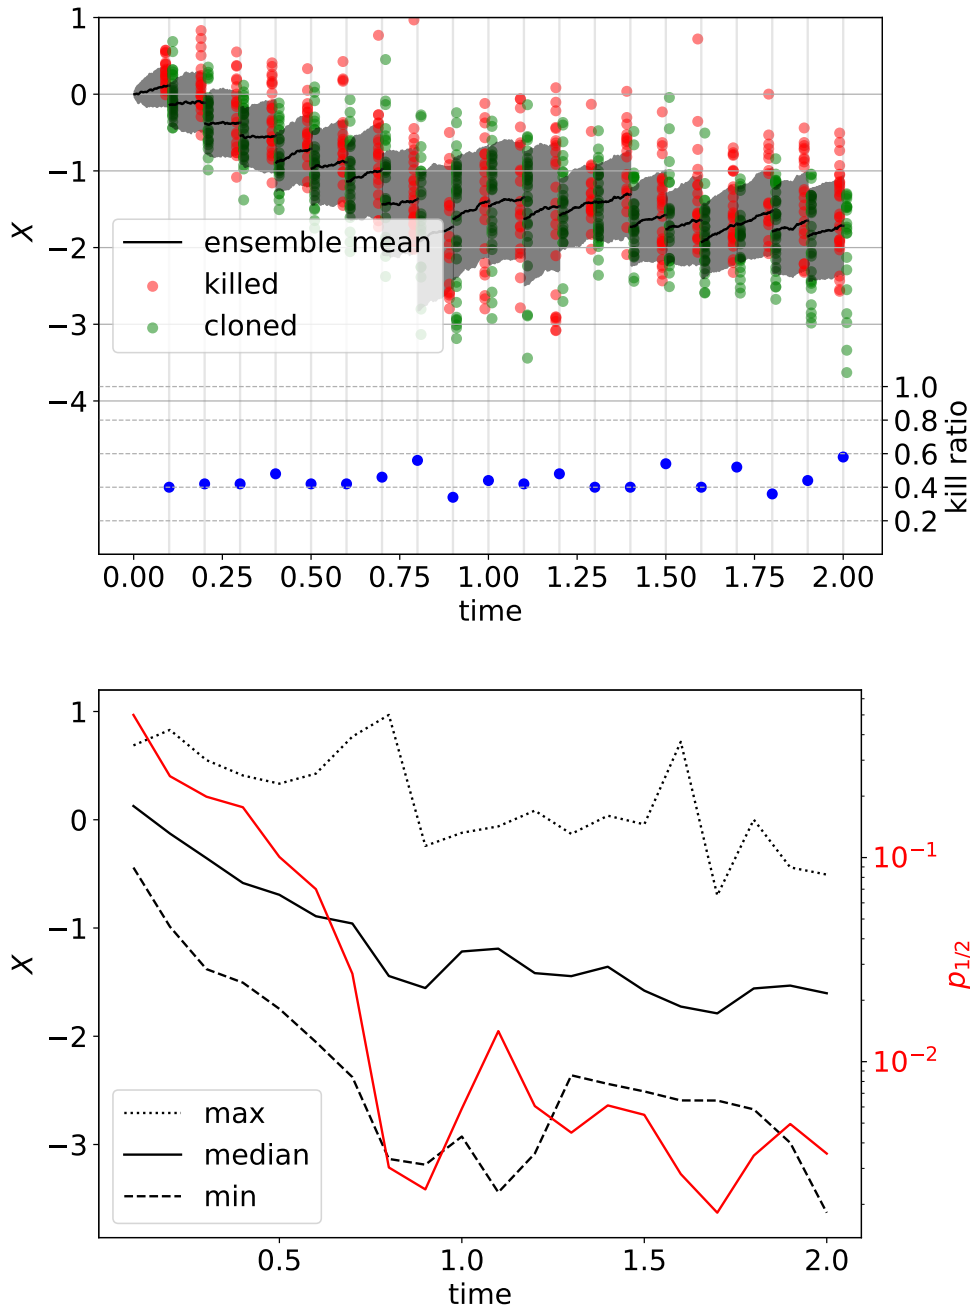 1
0
−1
−2
−3
−4
X
ensemble mean
killed
cloned
1.0
0.8
0.6
0.4
0.2
kill ratio
0.00 0.25 0.50 0.75 1.00 1.25 1.50 1.75 2.00
time
1
0
−1
−2
−3
X
max
median
min
10⁻¹
10⁻²
p1/2
0.5 1.0 1.5 2.0
time